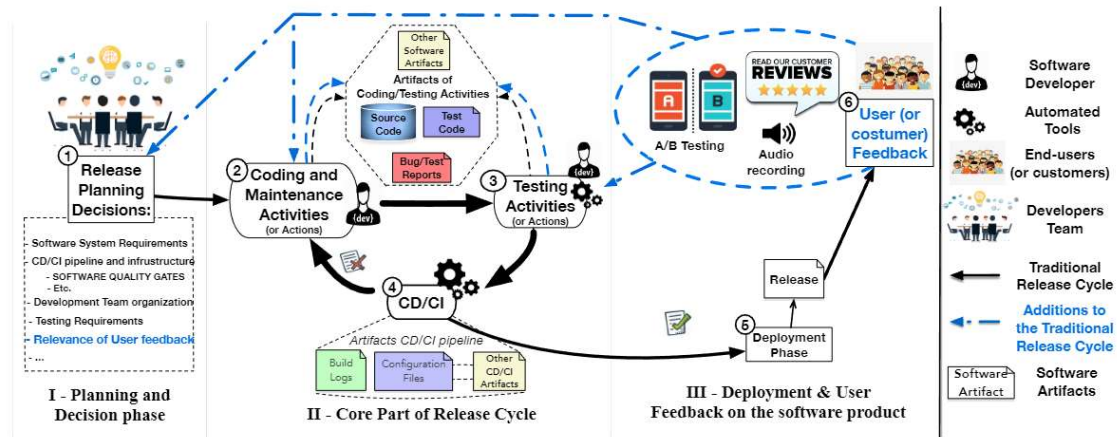 1
Release
Planning
Decisions:
- Software System Requirements
- CD/CI pipeline and infrustructure
- SOFTWARE QUALITY GATES
- Etc.
- Development Team organization
- Testing Requirements
- Relevance of User feedback
- ...
I - Planning and
Decision phase
Other
Software
Artifacts
Artifacts of
Coding/Testing Activities
Source
Code
Test
Code
Bug/Test
Reports
2
Coding and
Maintenance
Activities
(or Actions)
{dev}
3
Testing
Activities
(or Actions)
{dev}
4
CD/CI
Artifacts CD/CI pipeline
Build
Logs
Configuration
Files
Other
CD/CI
Artifacts
II - Core Part of Release Cycle
A
B
A/B Testing
READ OUR CUSTOMER
REVIEWS
Audio
recording
6
User (or
costumer)
Feedback
Release
5
Deployment
Phase
III - Deployment & User
Feedback on the software product
{dev}
Software
Developer
Automated
Tools
End-users
(or customers)
Developers
Team
Traditional
Release Cycle
Additions to
the Traditional
Release Cycle
Software
Artifact
Software
Artifacts